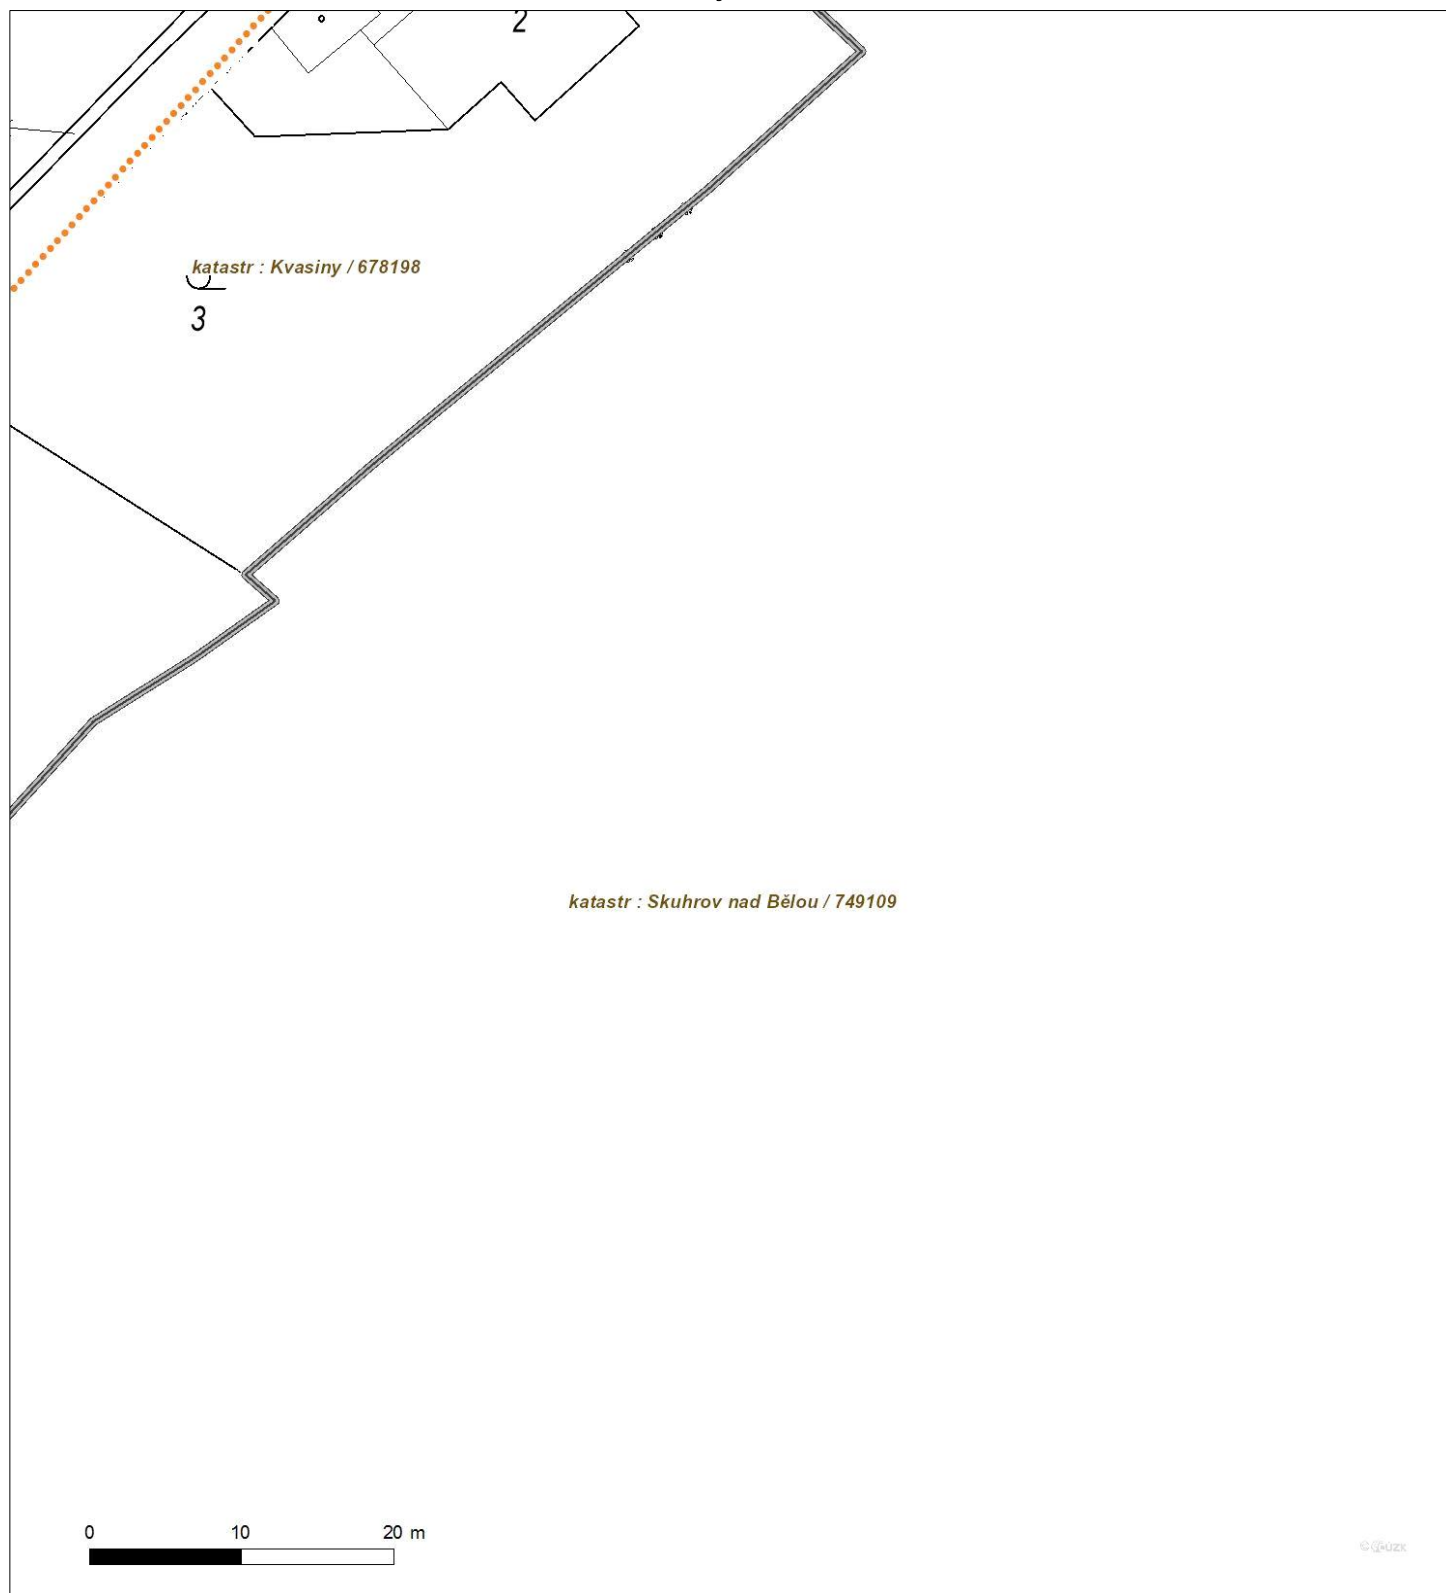 2
katastr : Kvasiny / 678198
3
katastr : Skuhrov nad Bělou / 749109
0 10 20 m